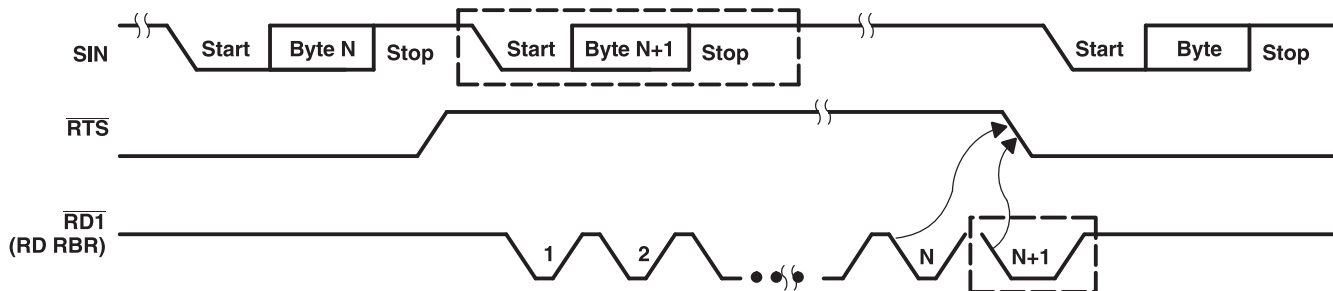 SIN
Start Byte N Stop Start Byte N+1 Stop Start Byte Stop
RTS
RD1
(RD RBR)
1 2 N N+1